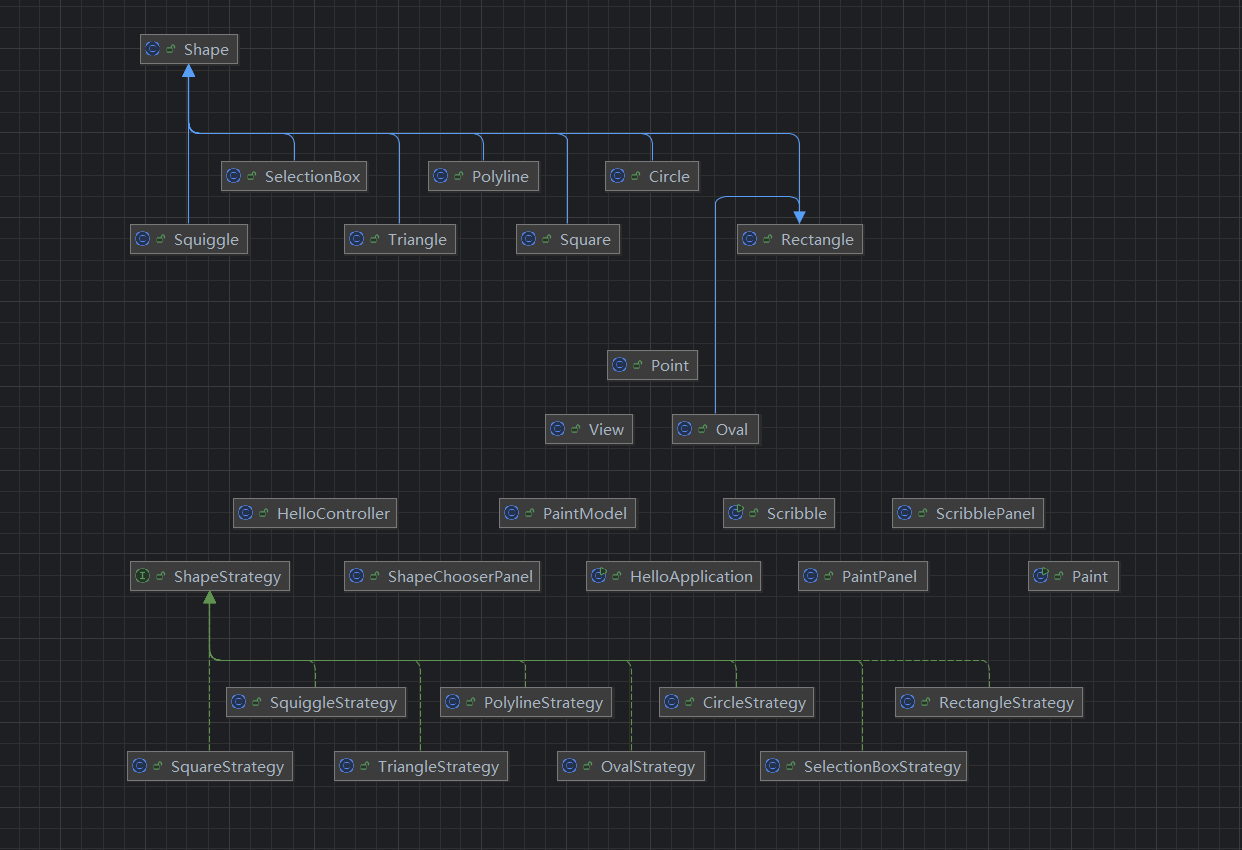 Shape
SelectionBox
Polyline
Circle
Squiggle
Triangle
Square
Rectangle
Point
View
Oval
HelloController
PaintModel
Scribble
ScribblePanel
ShapeStrategy
ShapeChooserPanel
HelloApplication
PaintPanel
Paint
SquiggleStrategy
PolylineStrategy
CircleStrategy
RectangleStrategy
SquareStrategy
TriangleStrategy
OvalStrategy
SelectionBoxStrategy